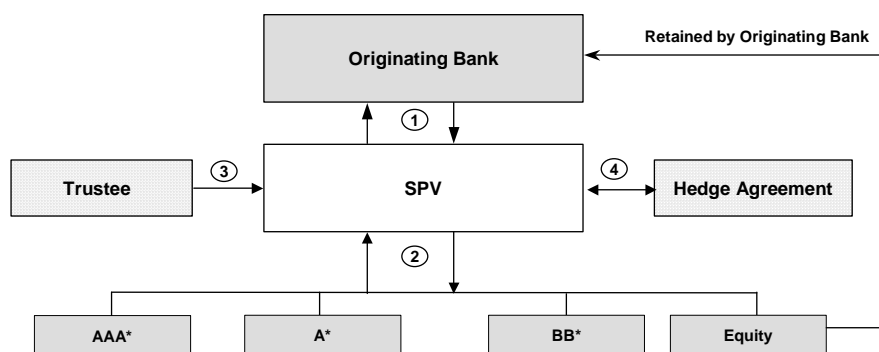 Retained by Originating Bank
Originating Bank
1
3
4
Trustee
SPV
Hedge Agreement
2
AAA*
A*
BB*
Equity